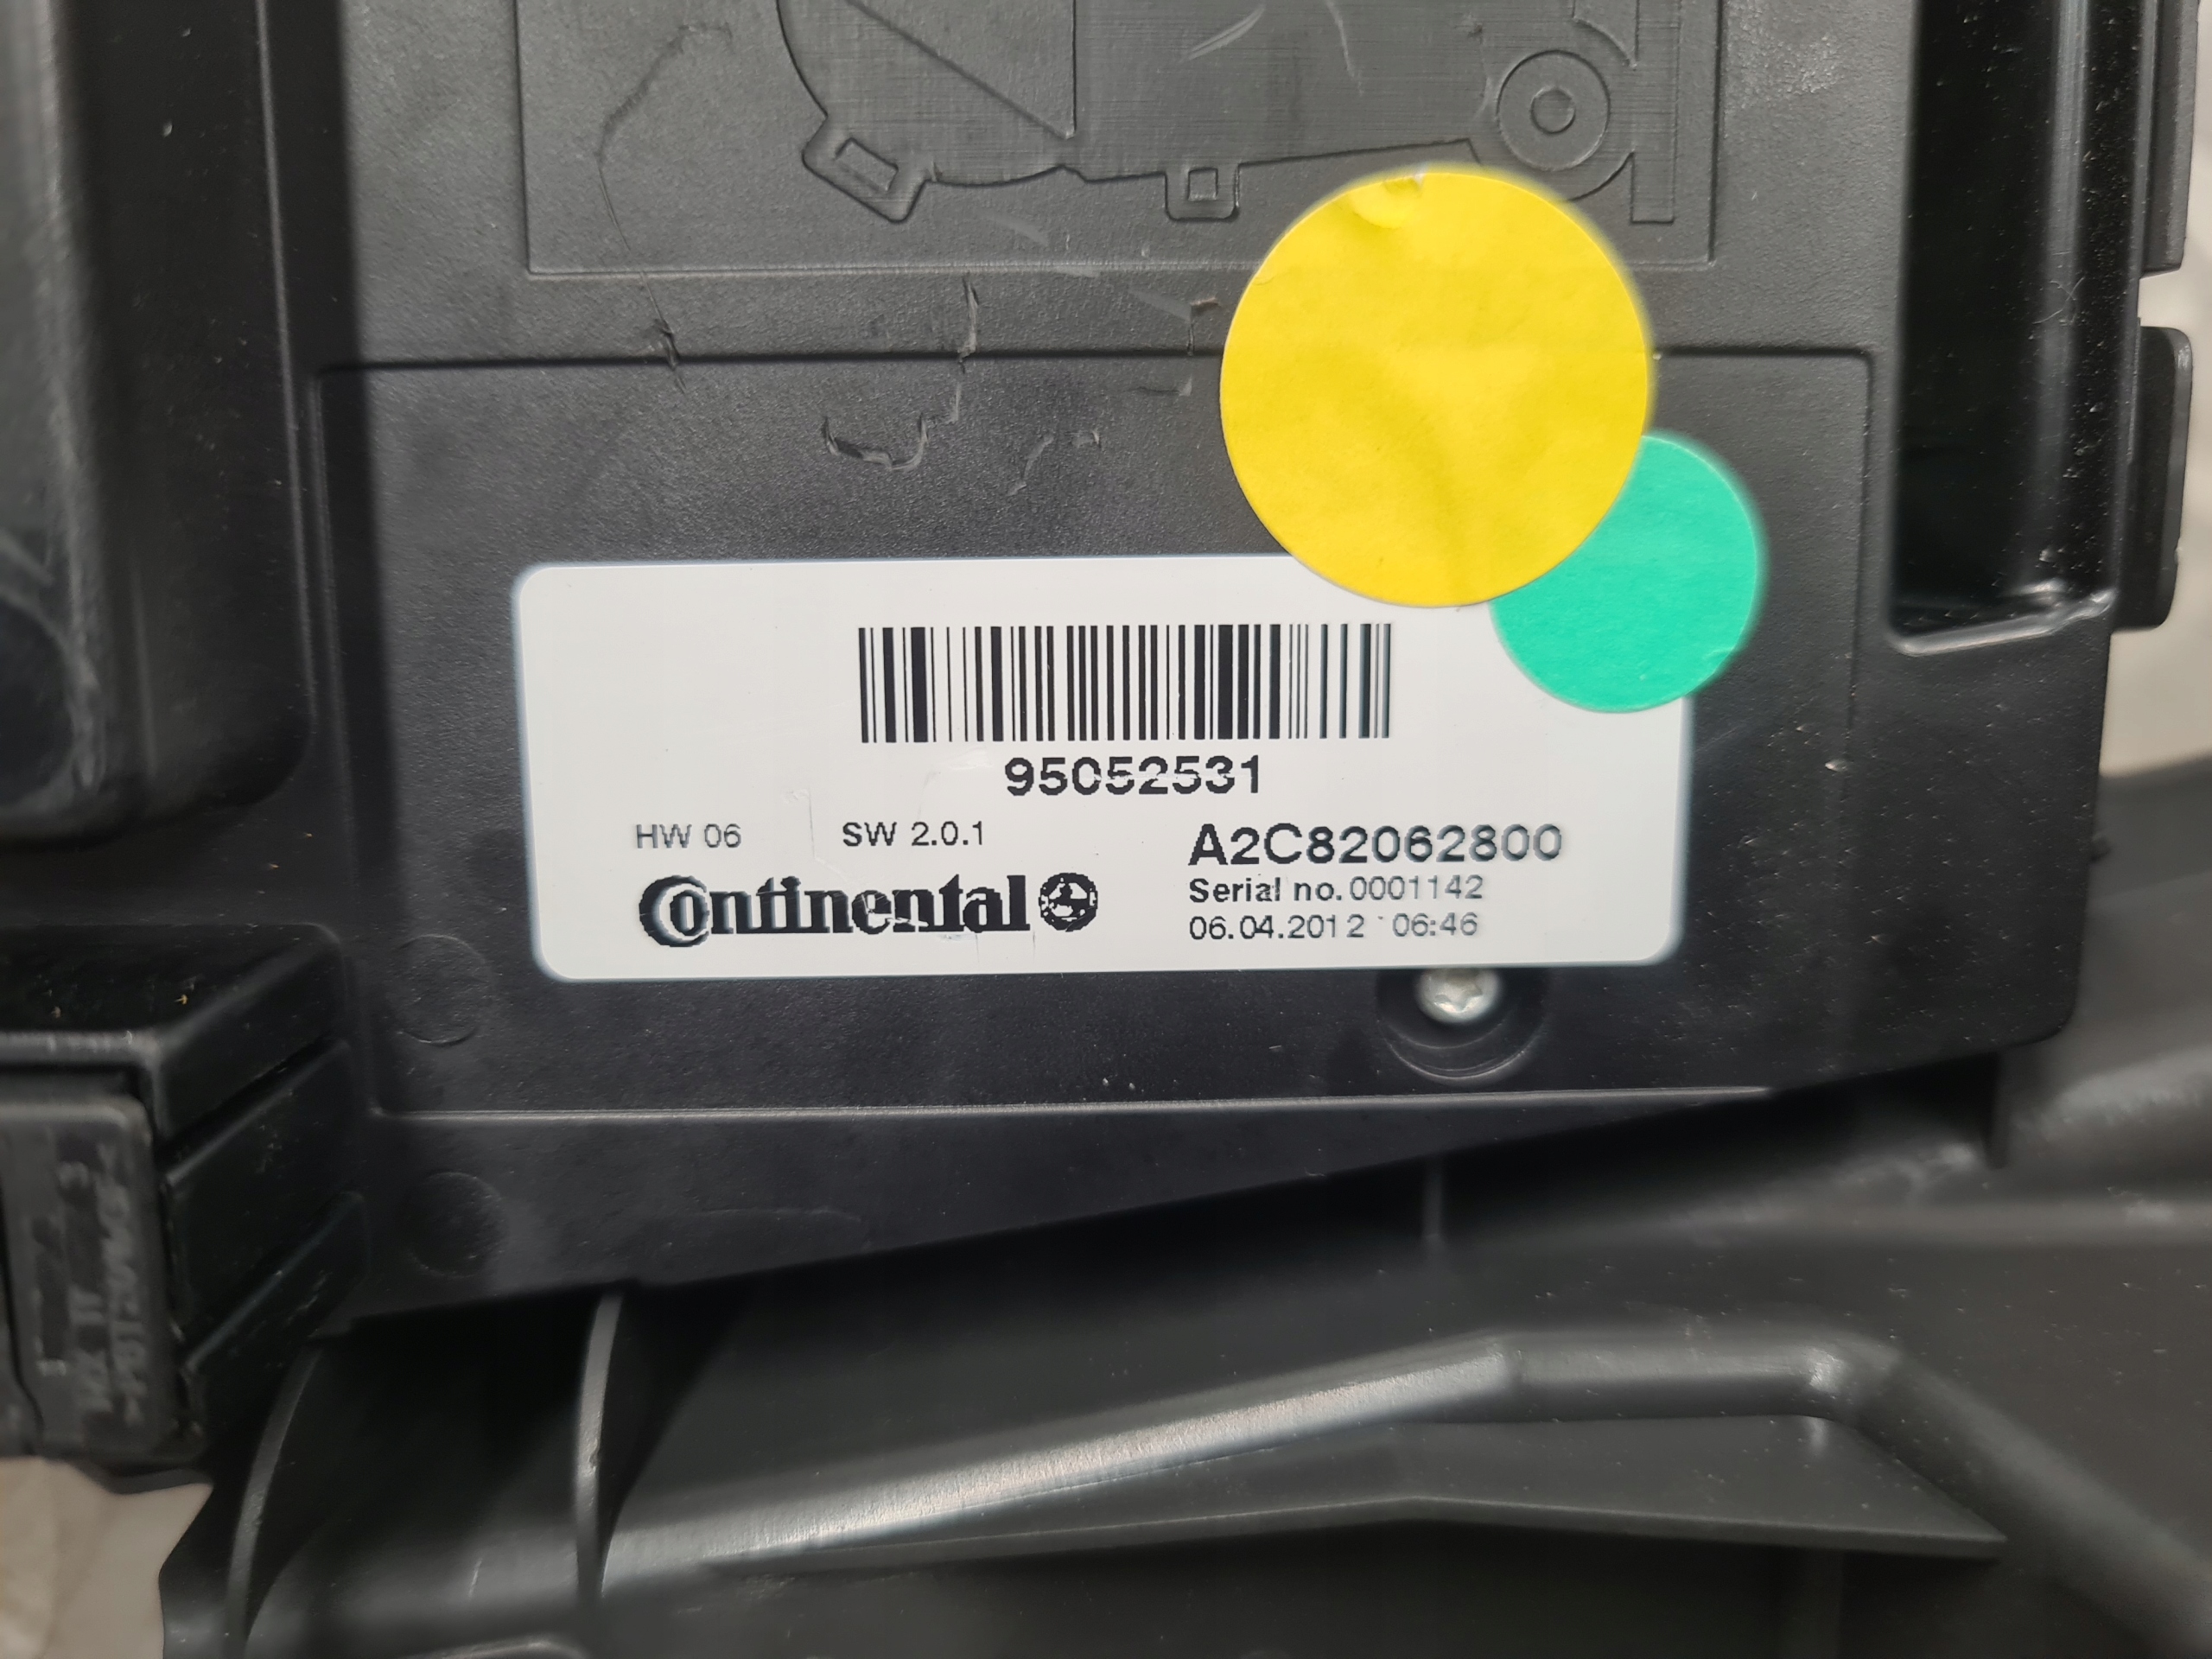 95052531
HW 06 SW 2.0.1 A2C82062800
Continental Serial no. 0001142
06.04.2012 06:46